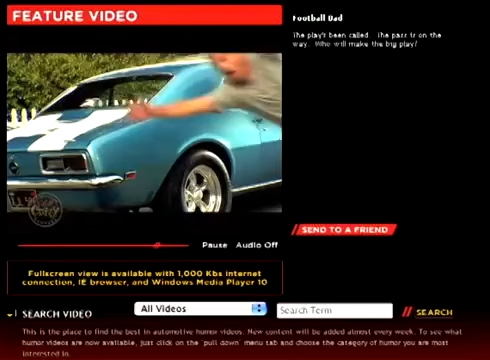 FEATURE VIDEO
Football Dad
The play's been called. The pass is on the
way. Who will make the big play?
SEND TO A FRIEND
Pause Audio Off
Fullscreen view is available with 1,000 Kbs internet
connection, IE browser, and Windows Media Player 10
SEARCH VIDEO
All Videos
Search Term
// SEARCH
This is the place to find the best in automotive humor videos. New content will be added almost every week. To see what
humor videos are now available, just click on the "pull down" menu tab and choose the category of humor you are most
interested in.